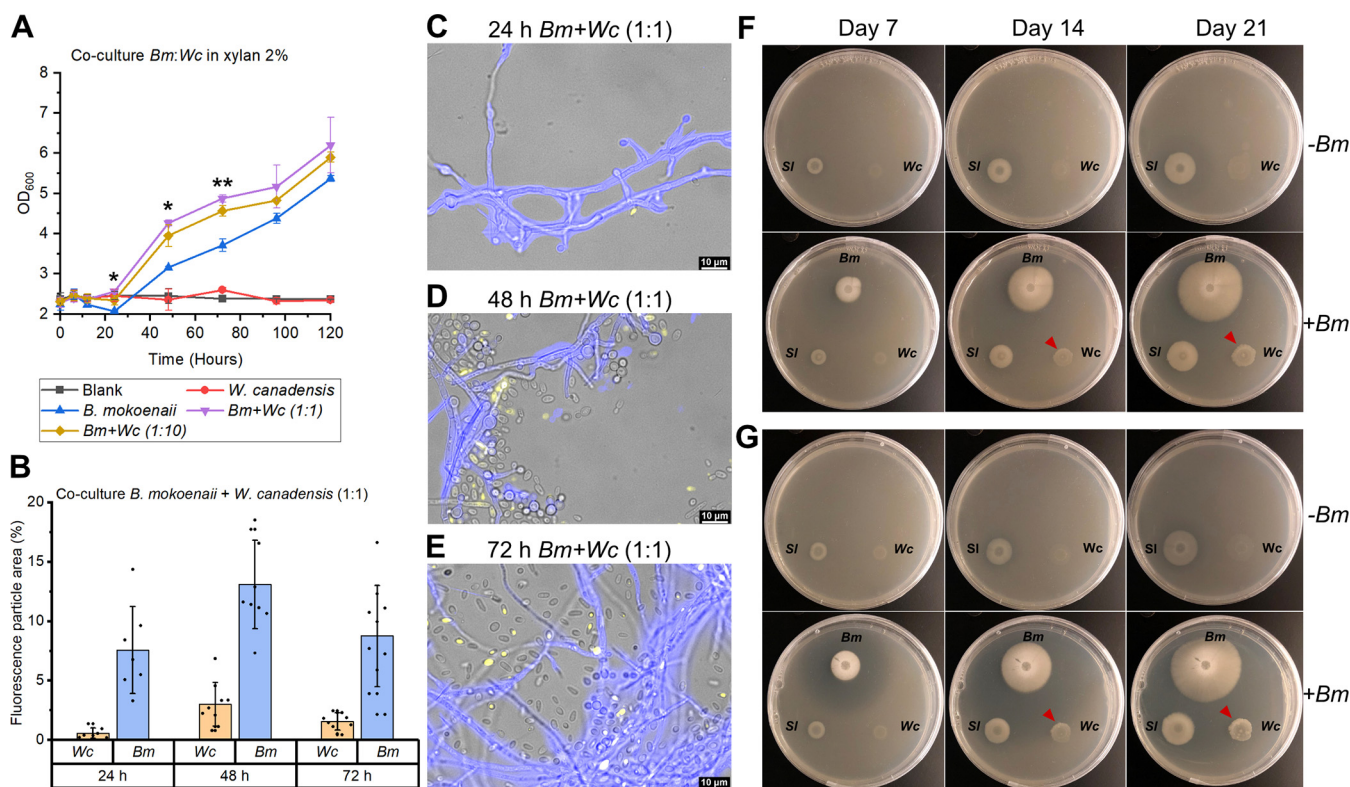 A
Co-culture Bm:Wc in xylan 2%
8
7
6
5
4
3
2
OD600
*
*
**
0 20 40 60 80 100 120
Time (Hours)
Blank
W. canadensis
B. mokoenaii
Bm+Wc (1:1)
Bm+Wc (1:10)
B
Co-culture B. mokoenaii + W. canadensis (1:1)
20
15
10
5
0
Fluorescence particle area (%)
Wc Bm Wc Bm Wc Bm
24 h 48 h 72 h
C
24 h Bm+Wc (1:1)
10 µm
D
48 h Bm+Wc (1:1)
10 µm
E
72 h Bm+Wc (1:1)
10 µm
F
Day 7 Day 14 Day 21
Sl Wc Sl Wc Sl Wc
-Bm
Bm Bm Bm
Sl Wc Sl Wc Sl Wc
+Bm
G
Sl Wc Sl Wc Sl Wc
-Bm
Bm Bm Bm
Sl Wc Sl Wc Sl Wc
+Bm